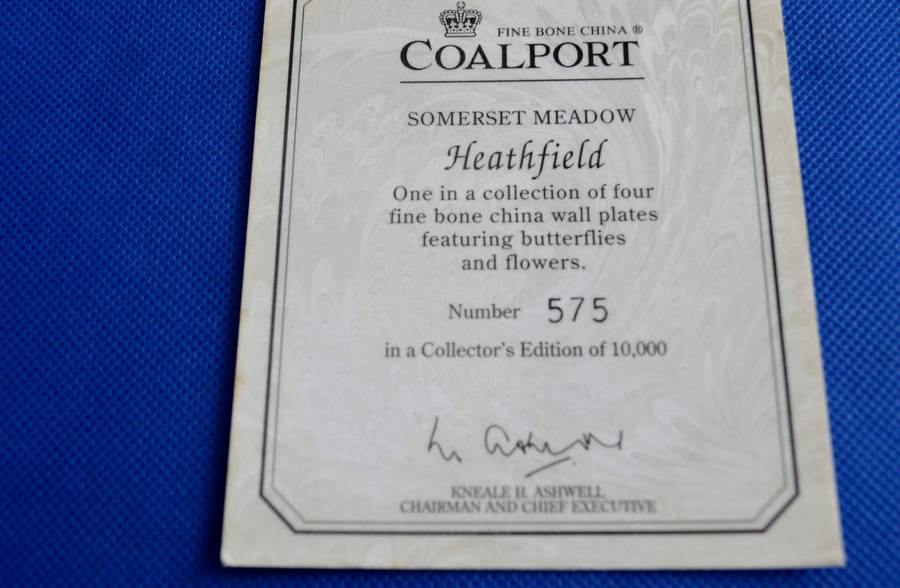 FINE BONE CHINA ®
COALPORT
SOMERSET MEADOW
Heathfield
One in a collection of four
fine bone china wall plates
featuring butterflies
and flowers.
Number 575
in a Collector's Edition of 10,000
KNEALE H. ASHWELL
CHAIRMAN AND CHIEF EXECUTIVE